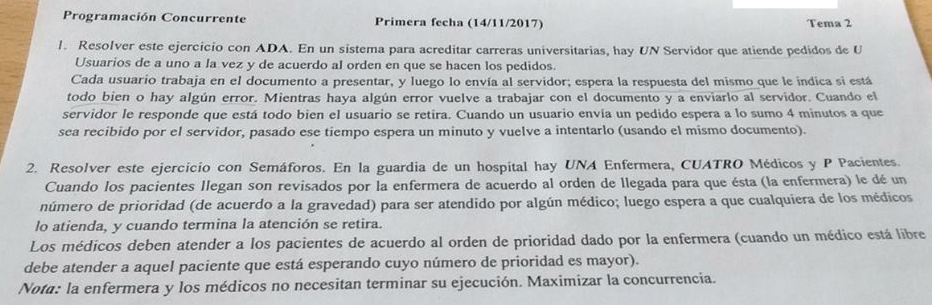 Programación Concurrente Primera fecha (14/11/2017) Tema 2
1. Resolver este ejercicio con ADA. En un sistema para acreditar carreras universitarias, hay UN Servidor que atiende pedidos de U
Usuarios de a uno a la vez y de acuerdo al orden en que se hacen los pedidos.
Cada usuario trabaja en el documento a presentar, y luego lo envía al servidor; espera la respuesta del mismo que le indica si está
todo bien o hay algún error. Mientras haya algún error vuelve a trabajar con el documento y a enviarlo al servidor. Cuando el
servidor le responde que está todo bien el usuario se retira. Cuando un usuario envía un pedido espera a lo sumo 4 minutos a que
sea recibido por el servidor, pasado ese tiempo espera un minuto y vuelve a intentarlo (usando el mismo documento).
2. Resolver este ejercicio con Semáforos. En la guardia de un hospital hay UNA Enfermera, CUATRO Médicos y P Pacientes.
Cuando los pacientes llegan son revisados por la enfermera de acuerdo al orden de llegada para que ésta (la enfermera) le dé un
número de prioridad (de acuerdo a la gravedad) para ser atendido por algún médico; luego espera a que cualquiera de los médicos
lo atienda, y cuando termina la atención se retira.
Los médicos deben atender a los pacientes de acuerdo al orden de prioridad dado por la enfermera (cuando un médico está libre
debe atender a aquel paciente que está esperando cuyo número de prioridad es mayor).
Nota: la enfermera y los médicos no necesitan terminar su ejecución. Maximizar la concurrencia.